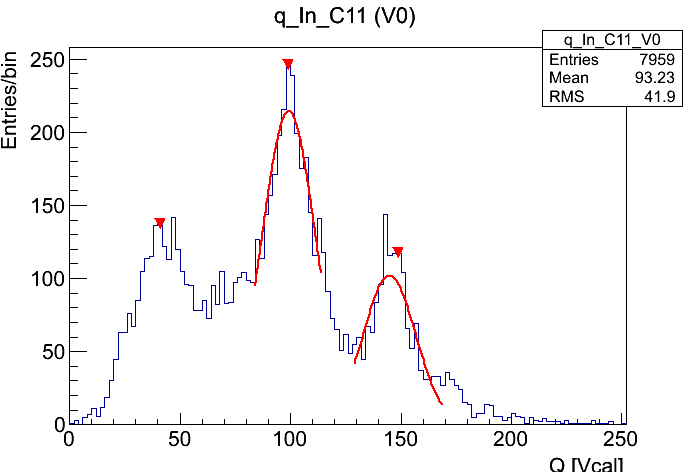 q_In_C11 (V0)
q_In_C11_V0
Entries 7959
Mean 93.23
RMS 41.9
Entries/bin
250
200
150
100
50
0
0 50 100 150 200 250
Q [Vcal]